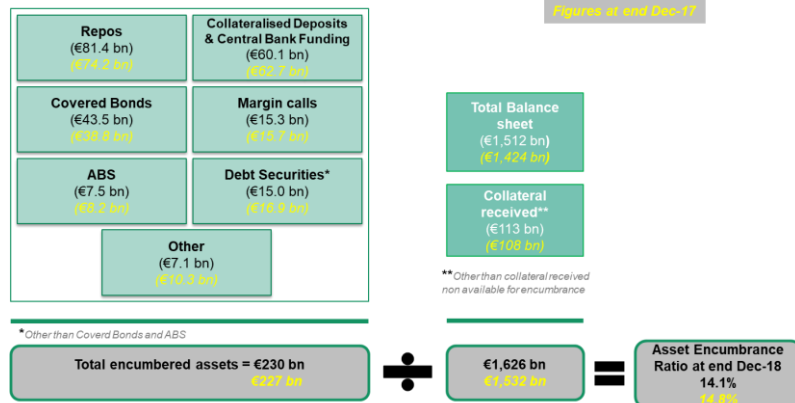 Figures at end Dec-17
Repos
(€81.4 bn)
(€74.2 bn)
Collateralised Deposits
& Central Bank Funding
(€60.1 bn)
(€62.7 bn)
Covered Bonds
(€43.5 bn)
(€38.8 bn)
Margin calls
(€15.3 bn)
(€15.7 bn)
ABS
(€7.5 bn)
(€8.2 bn)
Debt Securities*
(€15.0 bn)
(€16.9 bn)
Other
(€7.1 bn)
(€10.3 bn)
Total Balance
sheet
(€1,512 bn)
(€1,424 bn)
Collateral
received**
(€113 bn)
(€108 bn)
**Other than collateral received
non available for encumbrance
*Other than Coverd Bonds and ABS
Total encumbered assets = €230 bn
€227 bn
÷
€1,626 bn
€1,532 bn
=
Asset Encumbrance
Ratio at end Dec-18
14.1%
14.8%